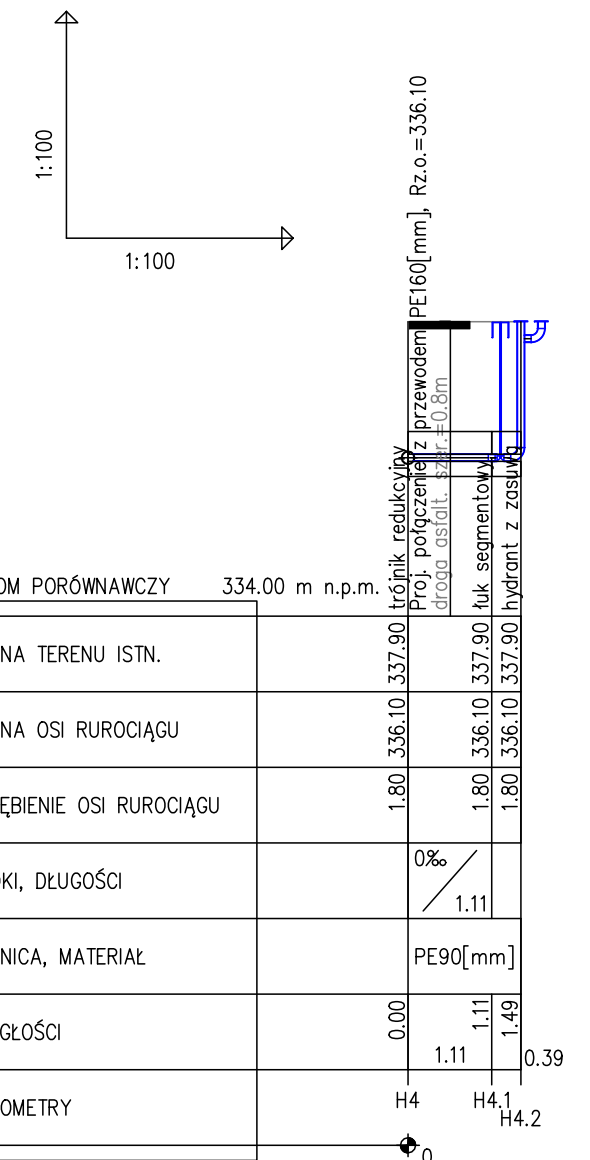 1:100
1:100
Proj. połączenie z przewodem PE160[mm], Rz.o.=336.10
trójnik redukcyjny
droga asfalt. szer.=0.8m
łuk segmentowy
hydrant z zasuwą
OM PORÓWNAWCZY 334.00 m n.p.m.
NA TERENU ISTN. 337.90 337.90 337.90
NA OSI RUROCIĄGU 336.10 336.10 336.10
ĘBIENIE OSI RUROCIĄGU 1.80 1.80 1.80
KI, DŁUGOŚCI 0‰ 1.11
NICA, MATERIAŁ PE90[mm]
GŁOŚCI 0.00 1.11 1.49
1.11 0.39
OMETRY H4 H4.1
H4.2
0